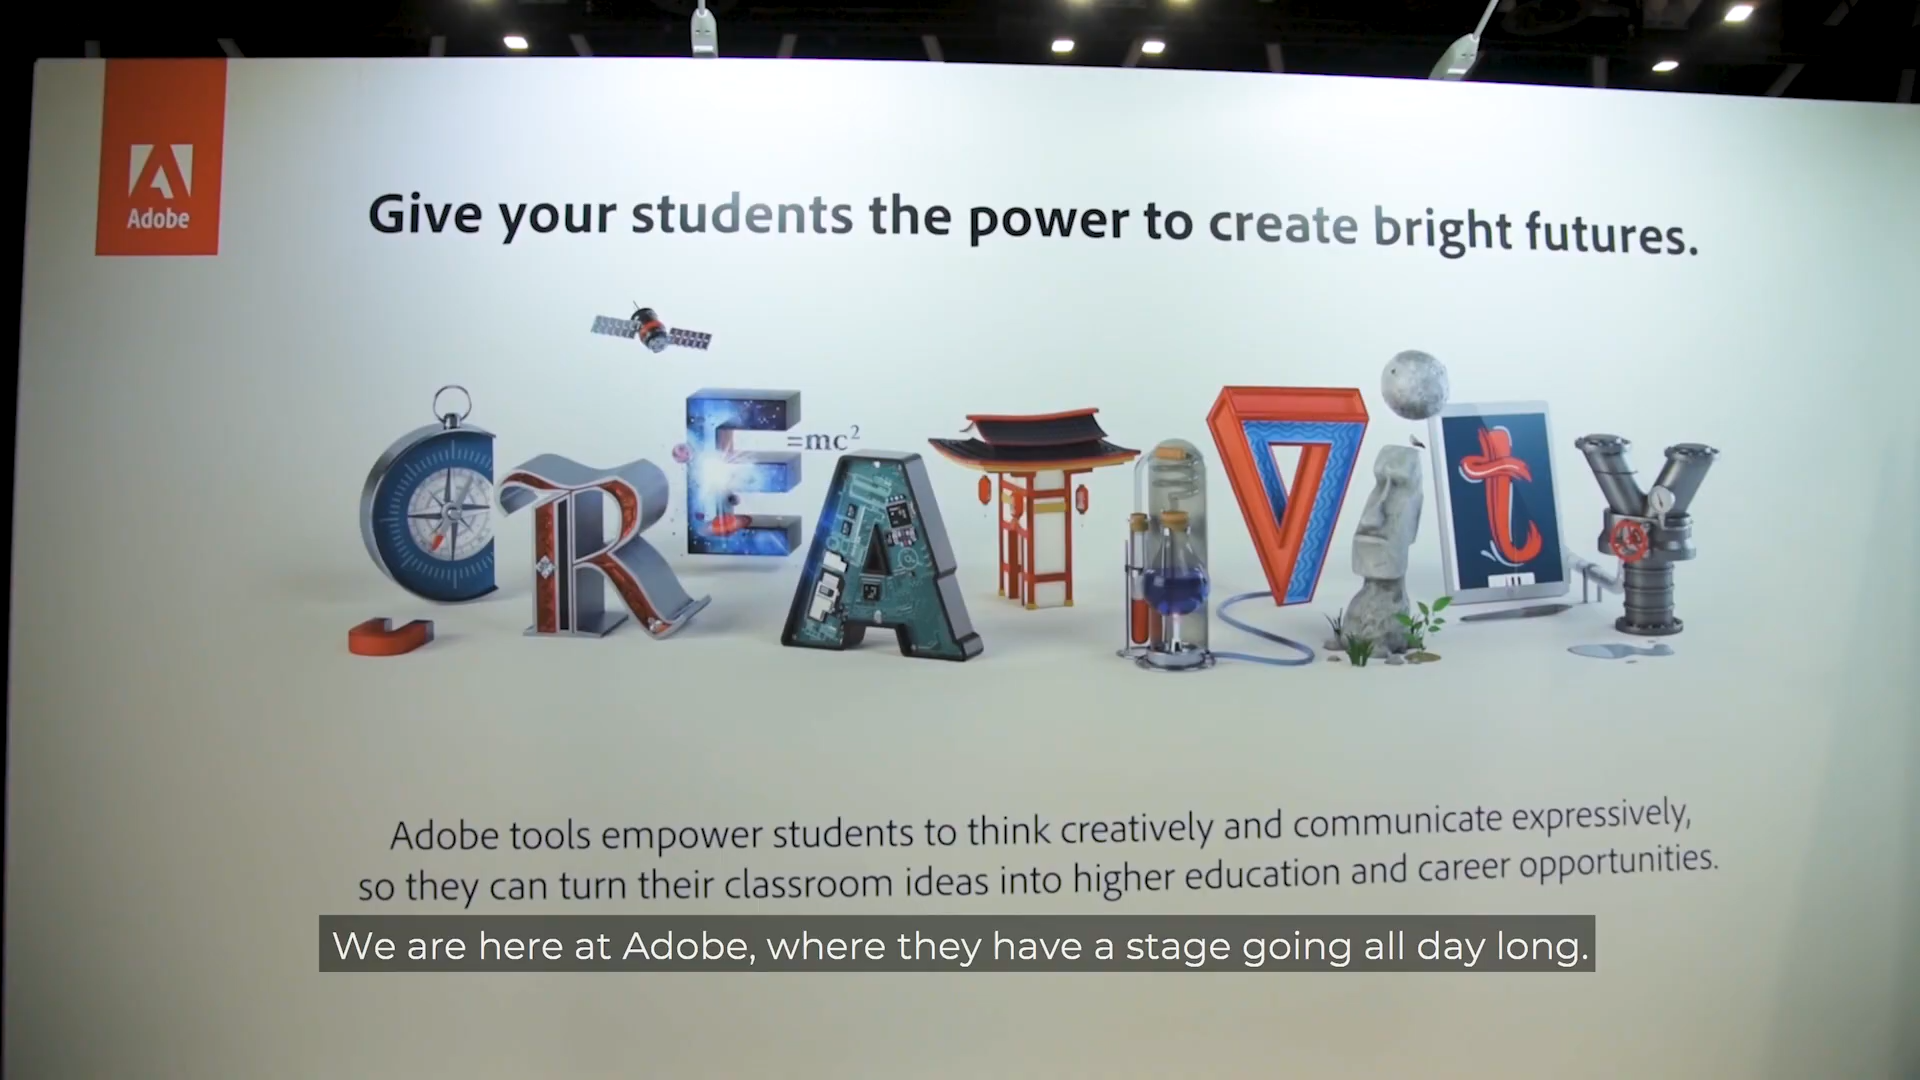 Adobe
Give your students the power to create bright futures.
CREATIVITY
=mc²
Adobe tools empower students to think creatively and communicate expressively,
so they can turn their classroom ideas into higher education and career opportunities.
We are here at Adobe, where they have a stage going all day long.